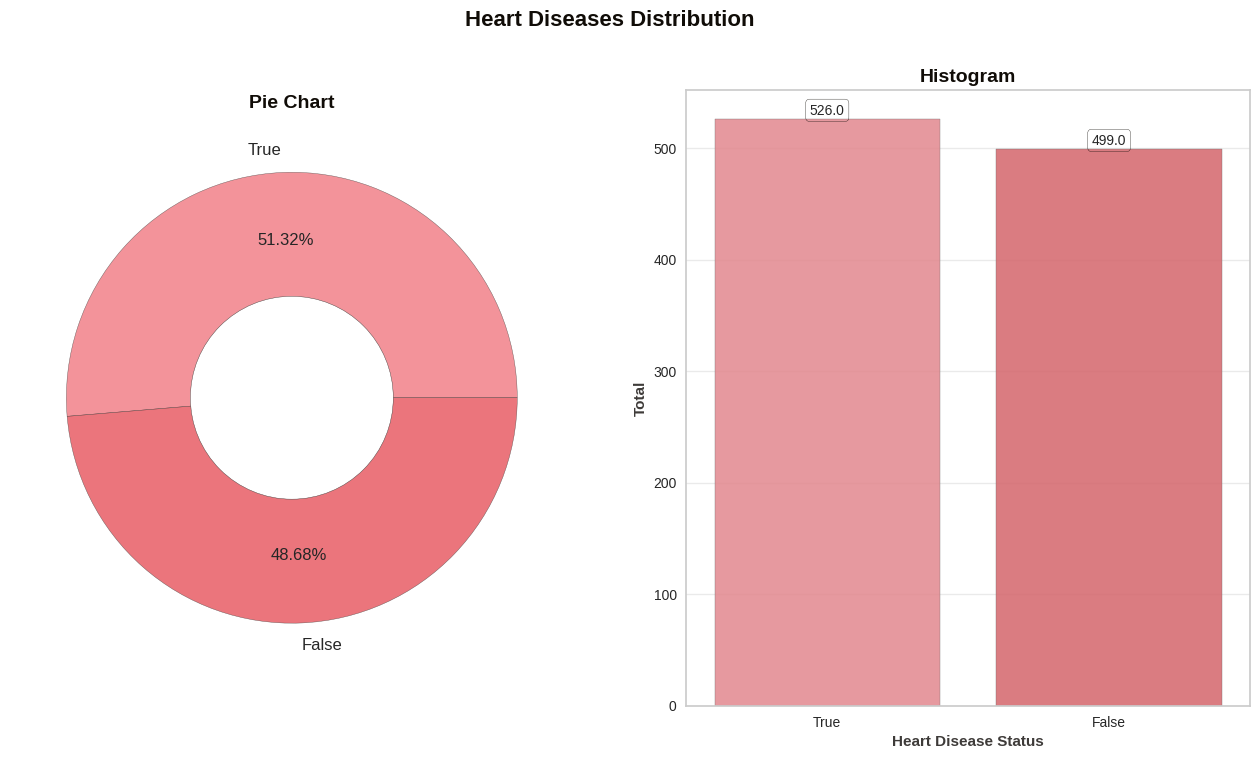 Heart Diseases Distribution
Pie Chart
True
51.32%
48.68%
False
Histogram
526.0
499.0
500
400
300
200
100
0
Total
True
False
Heart Disease Status